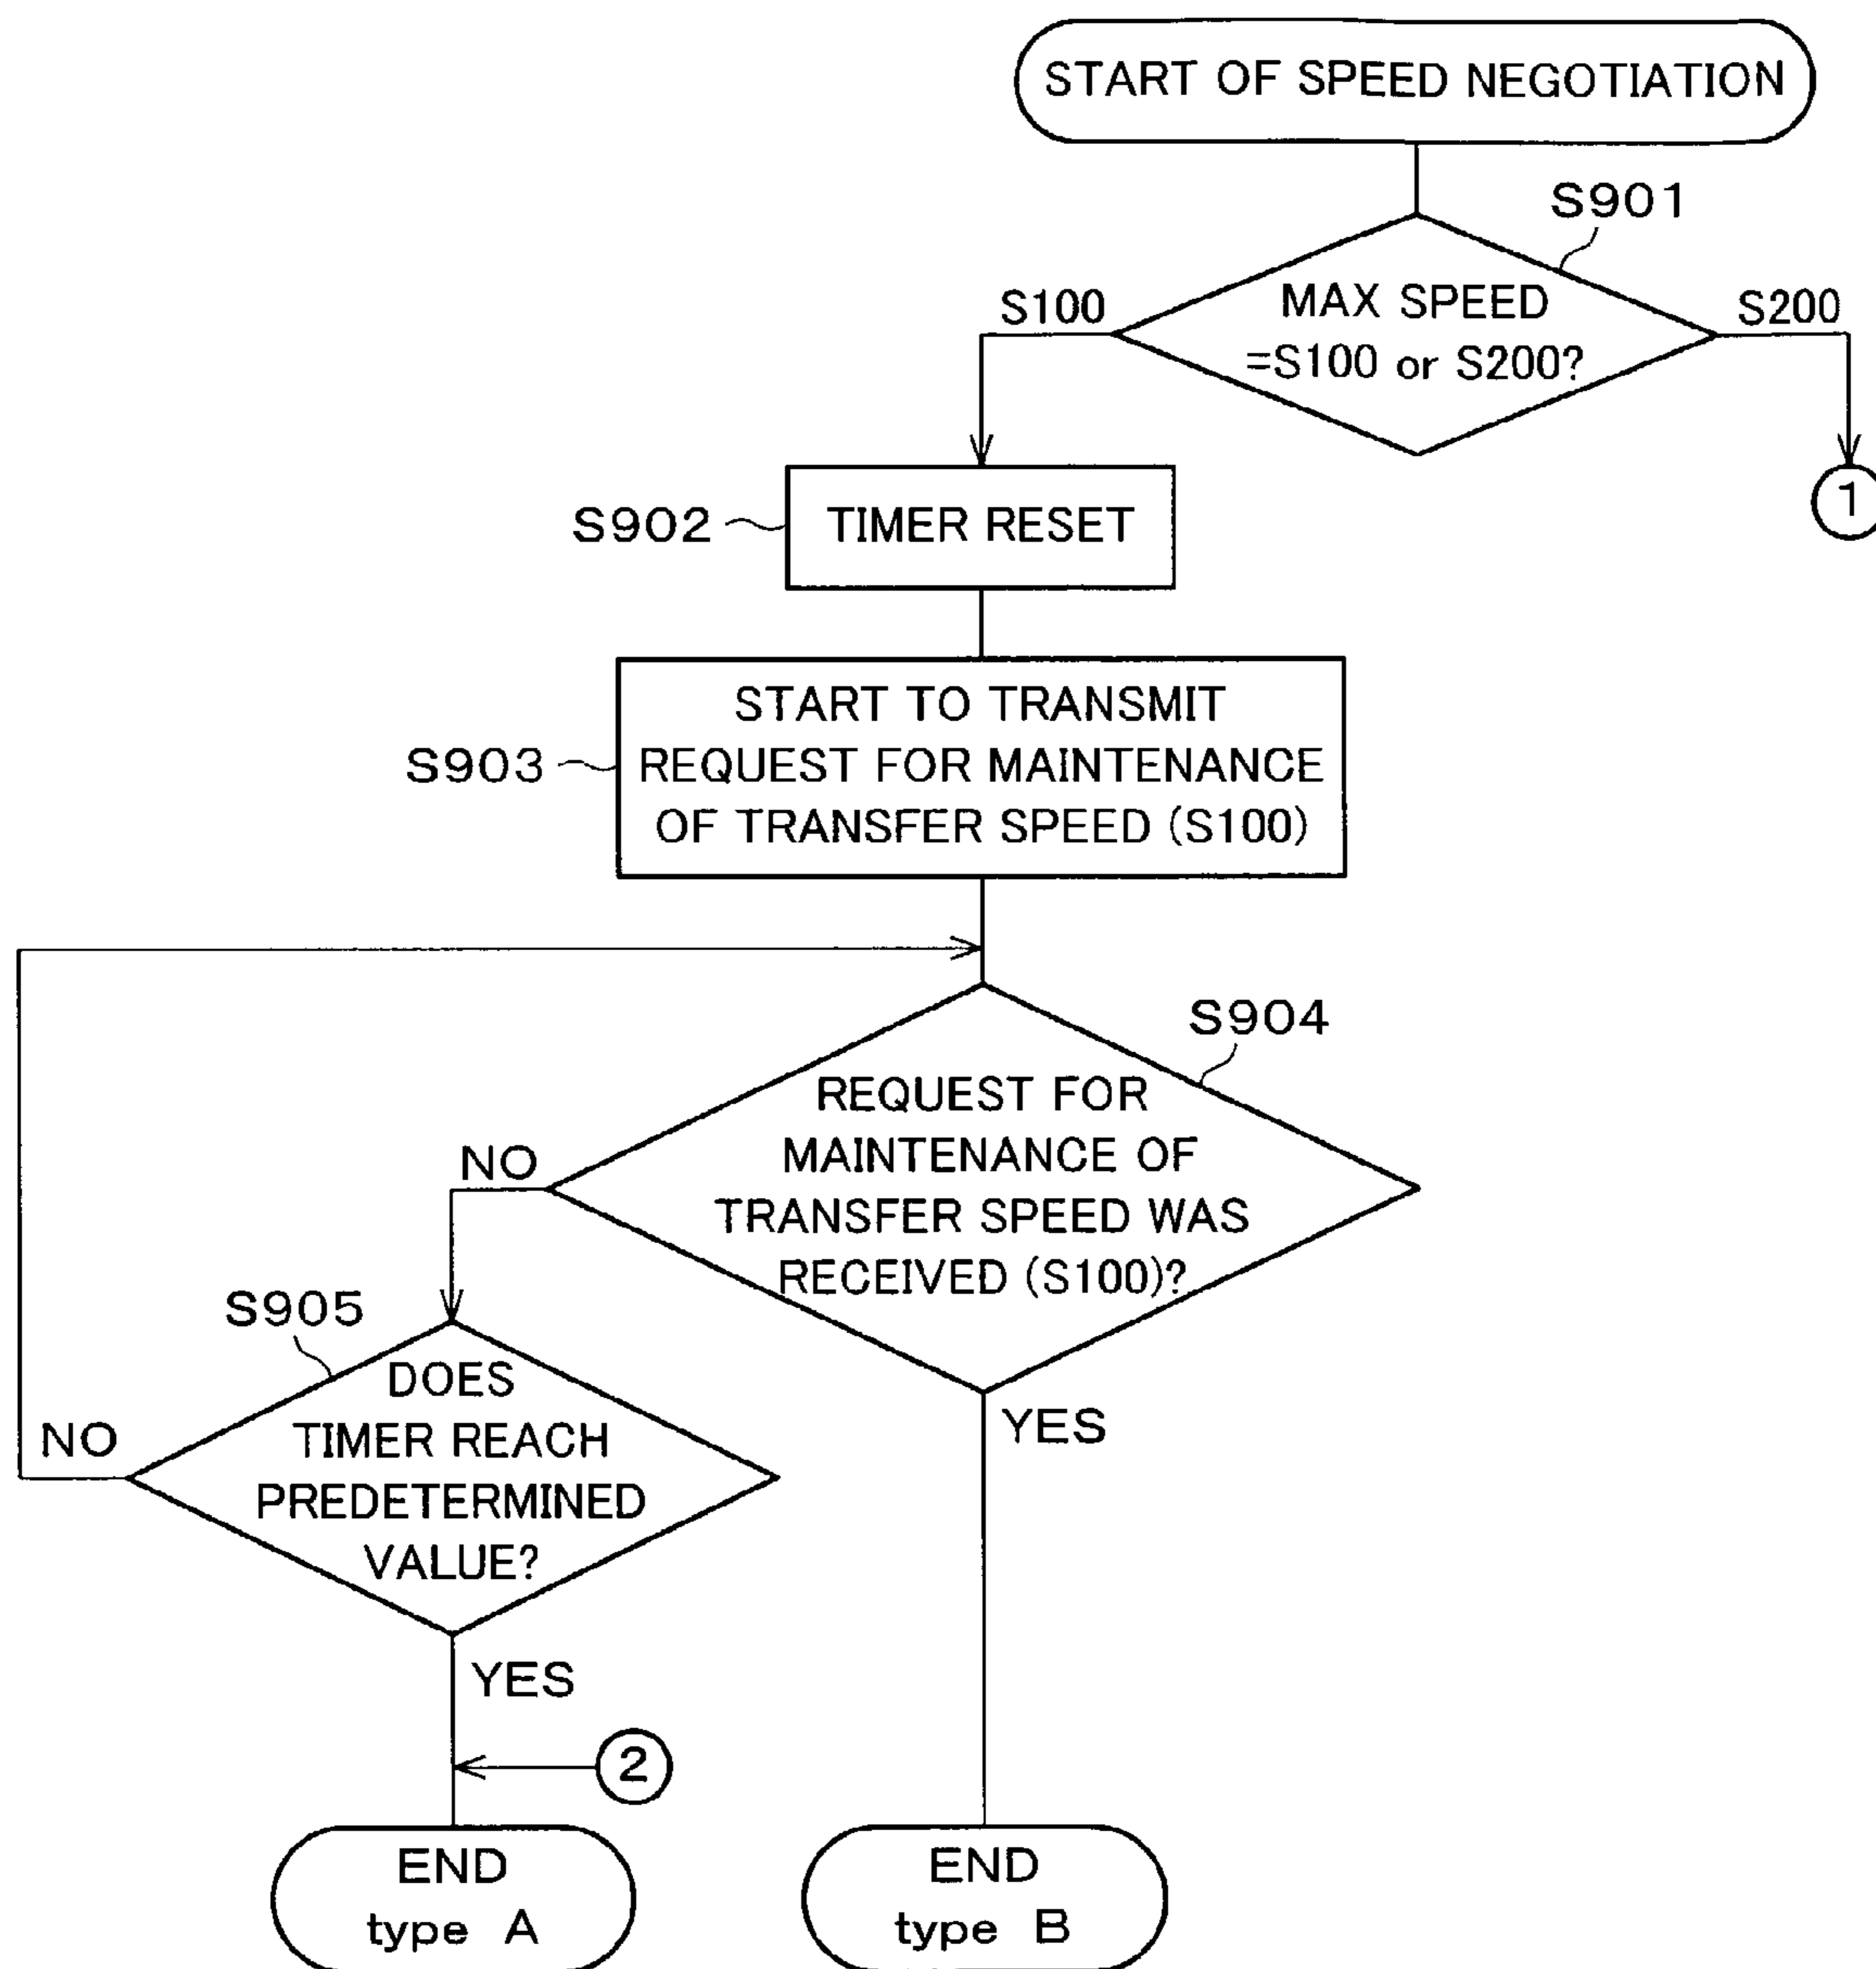 START OF SPEED NEGOTIATION
S901
MAX SPEED
=S100 or S200?
S100
S200
1
S902
TIMER RESET
S903
START TO TRANSMIT
REQUEST FOR MAINTENANCE
OF TRANSFER SPEED (S100)
S904
REQUEST FOR
MAINTENANCE OF
TRANSFER SPEED WAS
RECEIVED (S100)?
NO
YES
S905
DOES
TIMER REACH
PREDETERMINED
VALUE?
NO
YES
2
END
type A
END
type B